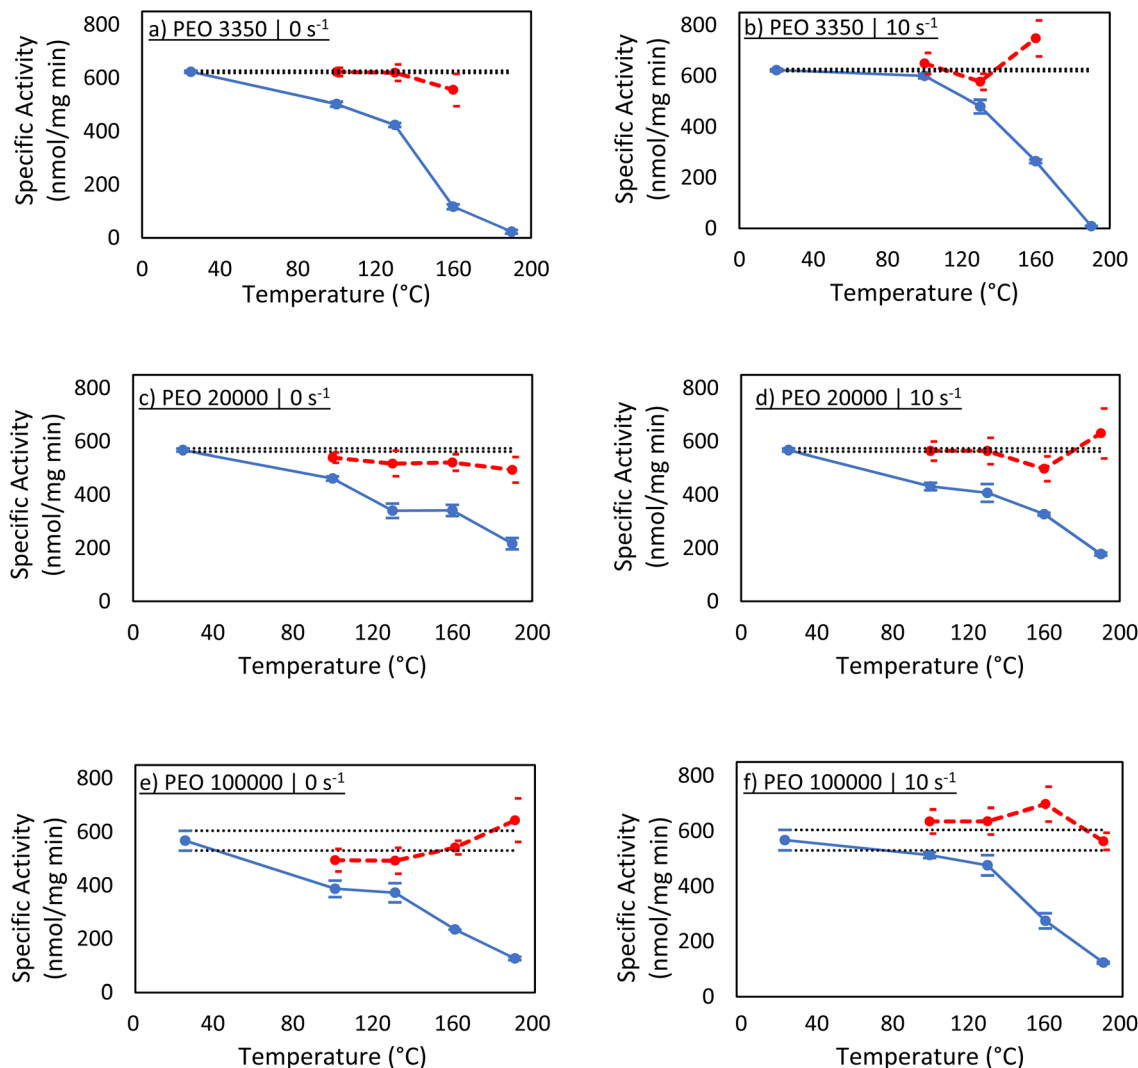 a) PEO 3350 | 0 s⁻¹
Specific Activity
(nmol/mg min)
800
600
400
200
0
0 40 80 120 160 200
Temperature (°C)
b) PEO 3350 | 10 s⁻¹
Specific Activity
(nmol/mg min)
800
600
400
200
0
0 40 80 120 160 200
Temperature (°C)
c) PEO 20000 | 0 s⁻¹
Specific Activity
(nmol/mg min)
800
600
400
200
0
0 40 80 120 160 200
Temperature (°C)
d) PEO 20000 | 10 s⁻¹
Specific Activity
(nmol/mg min)
800
600
400
200
0
0 40 80 120 160 200
Temperature (°C)
e) PEO 100000 | 0 s⁻¹
Specific Activity
(nmol/mg min)
800
600
400
200
0
0 40 80 120 160 200
Temperature (°C)
f) PEO 100000 | 10 s⁻¹
Specific Activity
(nmol/mg min)
800
600
400
200
0
0 40 80 120 160 200
Temperature (°C)